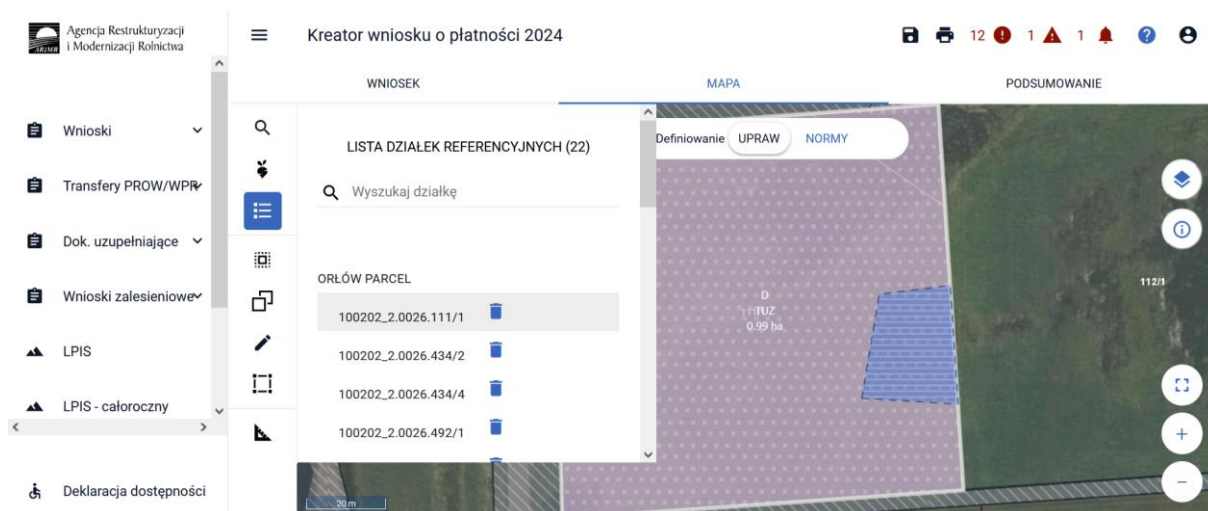 Agencja Restrukturyzacji
i Modernizacji Rolnictwa
ARiMR
Kreator wniosku o płatności 2024
12
1
1
WNIOSEK
MAPA
PODSUMOWANIE
Wnioski
Transfery PROW/WPR
Dok. uzupełniające
Wnioski zalesieniowe
LPIS
LPIS - całoroczny
Deklaracja dostępności
LISTA DZIAŁEK REFERENCYJNYCH (22)
Wyszukaj działkę
ORŁÓW PARCEL
100202_2.0026.111/1
100202_2.0026.434/2
100202_2.0026.434/4
100202_2.0026.492/1
Definiowanie UPRAW NORMY
D
TUZ
0.99 ha
112/1
20 m